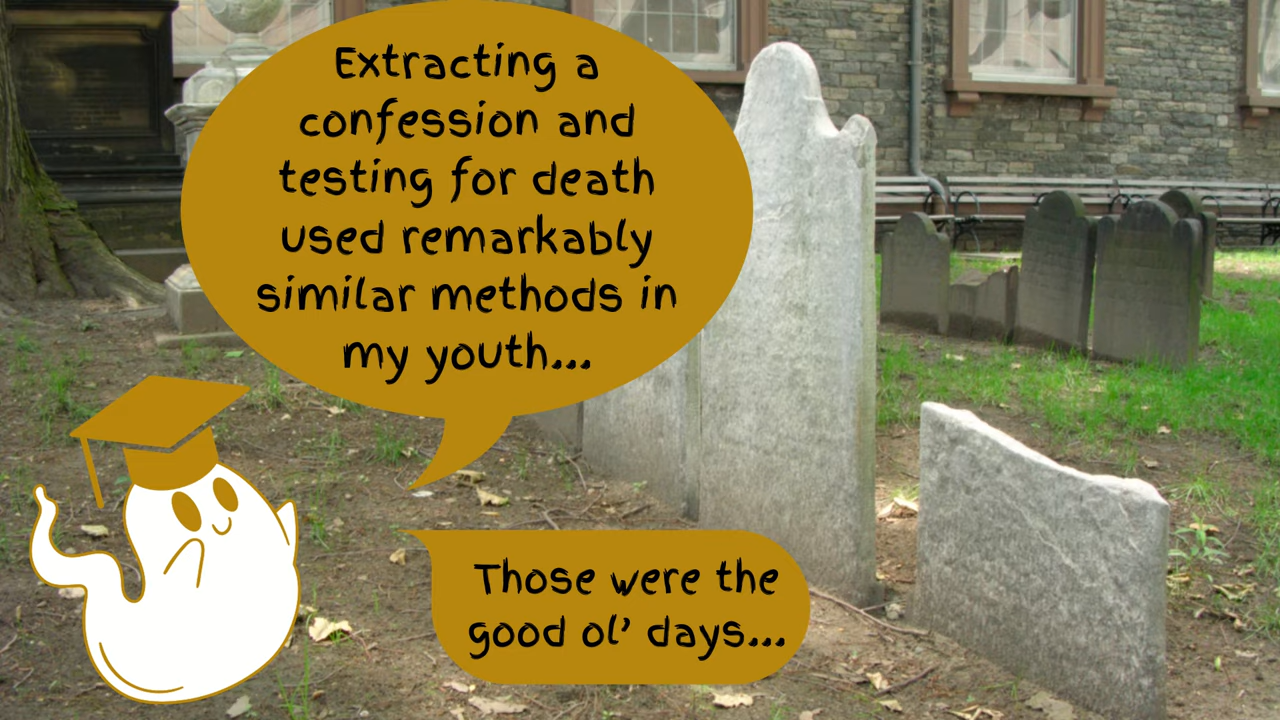 Extracting a
confession and
testing for death
used remarkably
similar methods in
my youth...
Those were the
good ol' days...